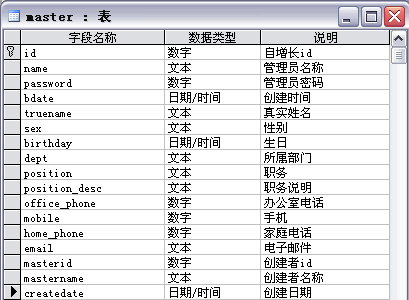 master : 表
字段名称 数据类型 说明
id 数字 自增长id
name 文本 管理员名称
password 数字 管理员密码
bdate 日期/时间 创建时间
truename 文本 真实姓名
sex 文本 性别
birthday 日期/时间 生日
dept 文本 所属部门
position 文本 职务
position_desc 文本 职务说明
office_phone 数字 办公室电话
mobile 数字 手机
home_phone 数字 家庭电话
email 文本 电子邮件
masterid 数字 创建者id
mastername 文本 创建者名称
createdate 日期/时间 创建日期